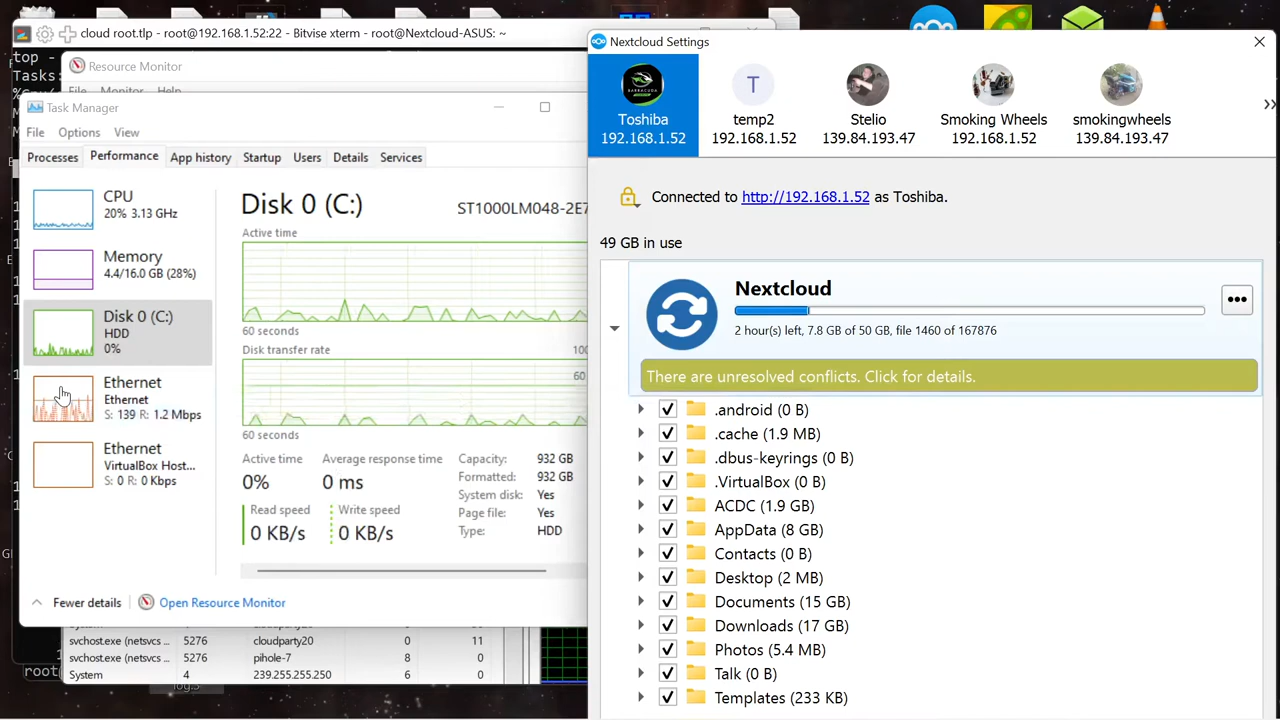 cloud root.tlp - root@192.168.1.52:22 - Bitvise xterm - root@Nextcloud-ASUS: ~
top -
Tasks:
Resource Monitor
File Monitor Help
Task Manager
File Options View
Processes Performance App history Startup Users Details Services
CPU
20% 3.13 GHz
Memory
4.4/16.0 GB (28%)
Disk 0 (C:)
HDD
0%
Ethernet
Ethernet
S: 139 R: 1.2 Mbps
Ethernet
VirtualBox Host...
S: 0 R: 0 Kbps
Disk 0 (C:) ST1000LM048-2E7
Active time
60 seconds
Disk transfer rate 100
60
60 seconds
Active time
0%
Average response time
0 ms
Read speed
0 KB/s
Write speed
0 KB/s
Capacity: 932 GB
Formatted: 932 GB
System disk: Yes
Page file: Yes
Type: HDD
Fewer details Open Resource Monitor
System 4 cloudparty20
svchost.exe (netsvcs ... 5276 cloudparty20 0 11
svchost.exe (netsvcs ... 5276 pihole-7 8 0
System 4 239.255.255.250 6 0
root@
Nextcloud Settings
Toshiba
192.168.1.52
T
temp2
192.168.1.52
Stelio
139.84.193.47
Smoking Wheels
192.168.1.52
smokingwheels
139.84.193.47
BARRACUDA
Connected to http://192.168.1.52 as Toshiba.
49 GB in use
Nextcloud
2 hour(s) left, 7.8 GB of 50 GB, file 1460 of 167876
There are unresolved conflicts. Click for details.
.android (0 B)
.cache (1.9 MB)
.dbus-keyrings (0 B)
.VirtualBox (0 B)
ACDC (1.9 GB)
AppData (8 GB)
Contacts (0 B)
Desktop (2 MB)
Documents (15 GB)
Downloads (17 GB)
Photos (5.4 MB)
Talk (0 B)
Templates (233 KB)